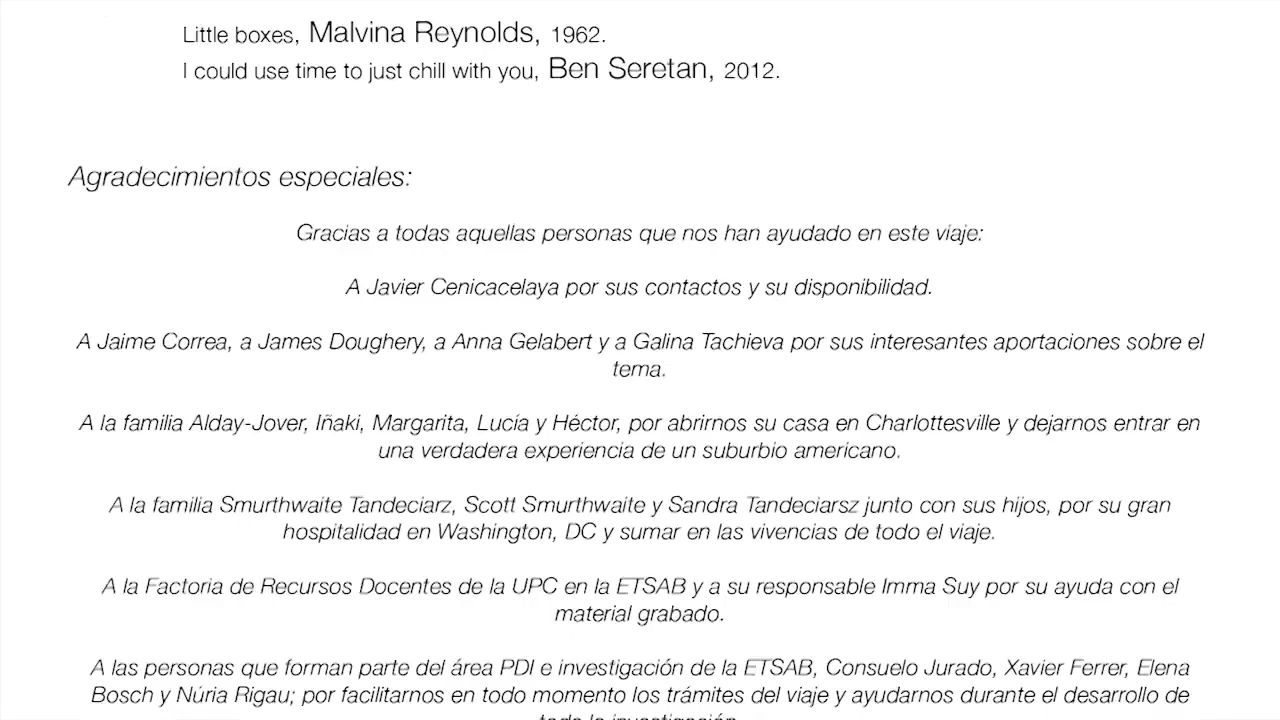 Little boxes, Malvina Reynolds, 1962.
I could use time to just chill with you, Ben Seretan, 2012.
Agradecimientos especiales:
Gracias a todas aquellas personas que nos han ayudado en este viaje:
A Javier Cenicacelaya por sus contactos y su disponibilidad.
A Jaime Correa, a James Doughery, a Anna Gelabert y a Galina Tachieva por sus interesantes aportaciones sobre el
tema.
A la familia Alday-Jover, Iñaki, Margarita, Lucía y Héctor, por abrirnos su casa en Charlottesville y dejarnos entrar en
una verdadera experiencia de un suburbio americano.
A la familia Smurthwaite Tandeciarz, Scott Smurthwaite y Sandra Tandeciarsz junto con sus hijos, por su gran
hospitalidad en Washington, DC y sumar en las vivencias de todo el viaje.
A la Factoria de Recursos Docentes de la UPC en la ETSAB y a su responsable Imma Suy por su ayuda con el
material grabado.
A las personas que forman parte del área PDI e investigación de la ETSAB, Consuelo Jurado, Xavier Ferrer, Elena
Bosch y Núria Rigau; por facilitarnos en todo momento los trámites del viaje y ayudarnos durante el desarrollo de
toda la investigación.